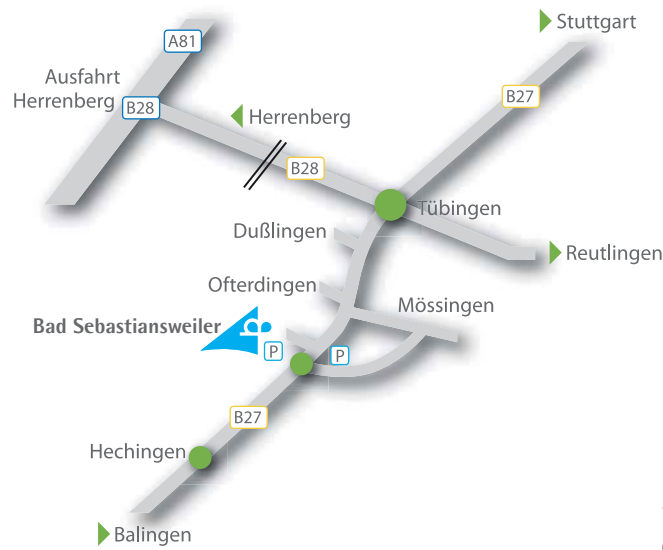 Stuttgart
A81
Ausfahrt
Herrenberg
B28
B27
Herrenberg
B28
Tübingen
Dußlingen
Reutlingen
Ofterdingen
Mössingen
Bad Sebastiansweiler
P
P
B27
Hechingen
Balingen